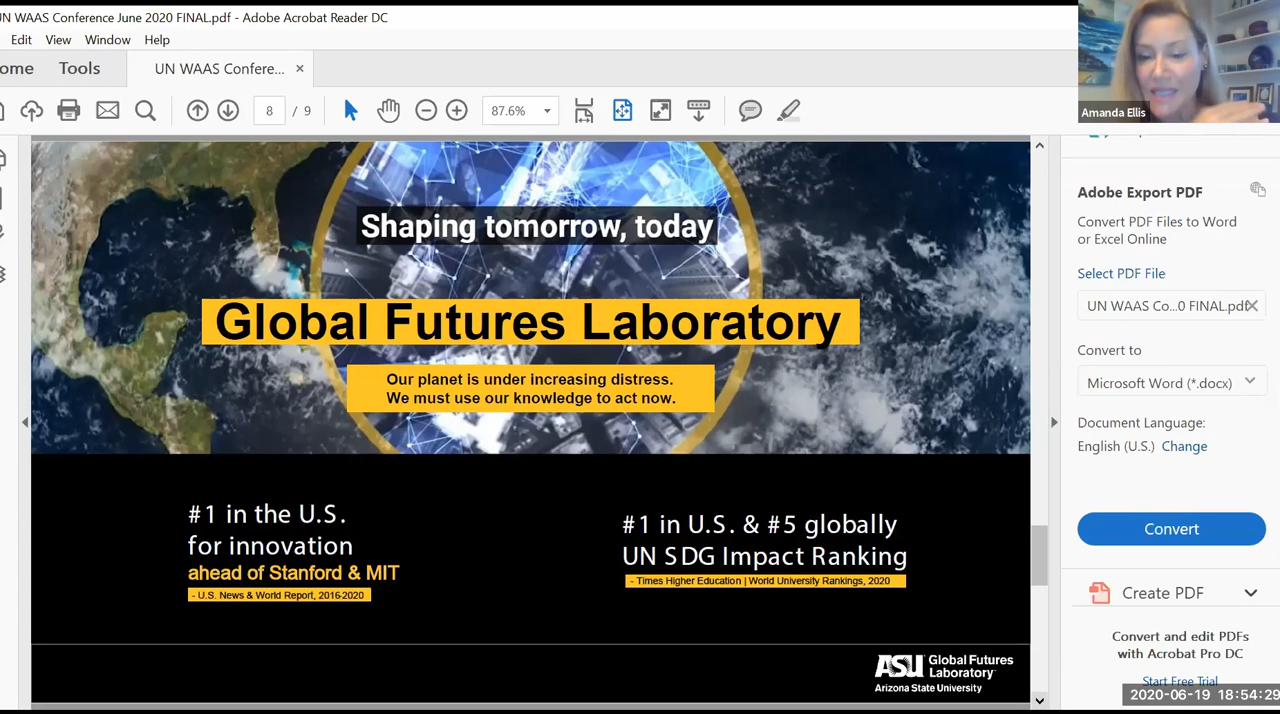 UN WAAS Conference June 2020 FINAL.pdf - Adobe Acrobat Reader DC
Edit View Window Help
ome Tools UN WAAS Confere... ×
8 / 9 87.6%
Amanda Ellis
Shaping tomorrow, today
Global Futures Laboratory
Our planet is under increasing distress.
We must use our knowledge to act now.
#1 in the U.S.
for innovation
ahead of Stanford & MIT
- U.S. News & World Report, 2016-2020
#1 in U.S. & #5 globally
UN SDG Impact Ranking
- Times Higher Education | World University Rankings, 2020
ASU Global Futures
Laboratory
Arizona State University
Adobe Export PDF
Convert PDF Files to Word
or Excel Online
Select PDF File
UN WAAS Co...0 FINAL.pdf
Convert to
Microsoft Word (*.docx)
Document Language:
English (U.S.) Change
Convert
Create PDF
Convert and edit PDFs
with Acrobat Pro DC
Start Free Trial
2020-06-19 18:54:29